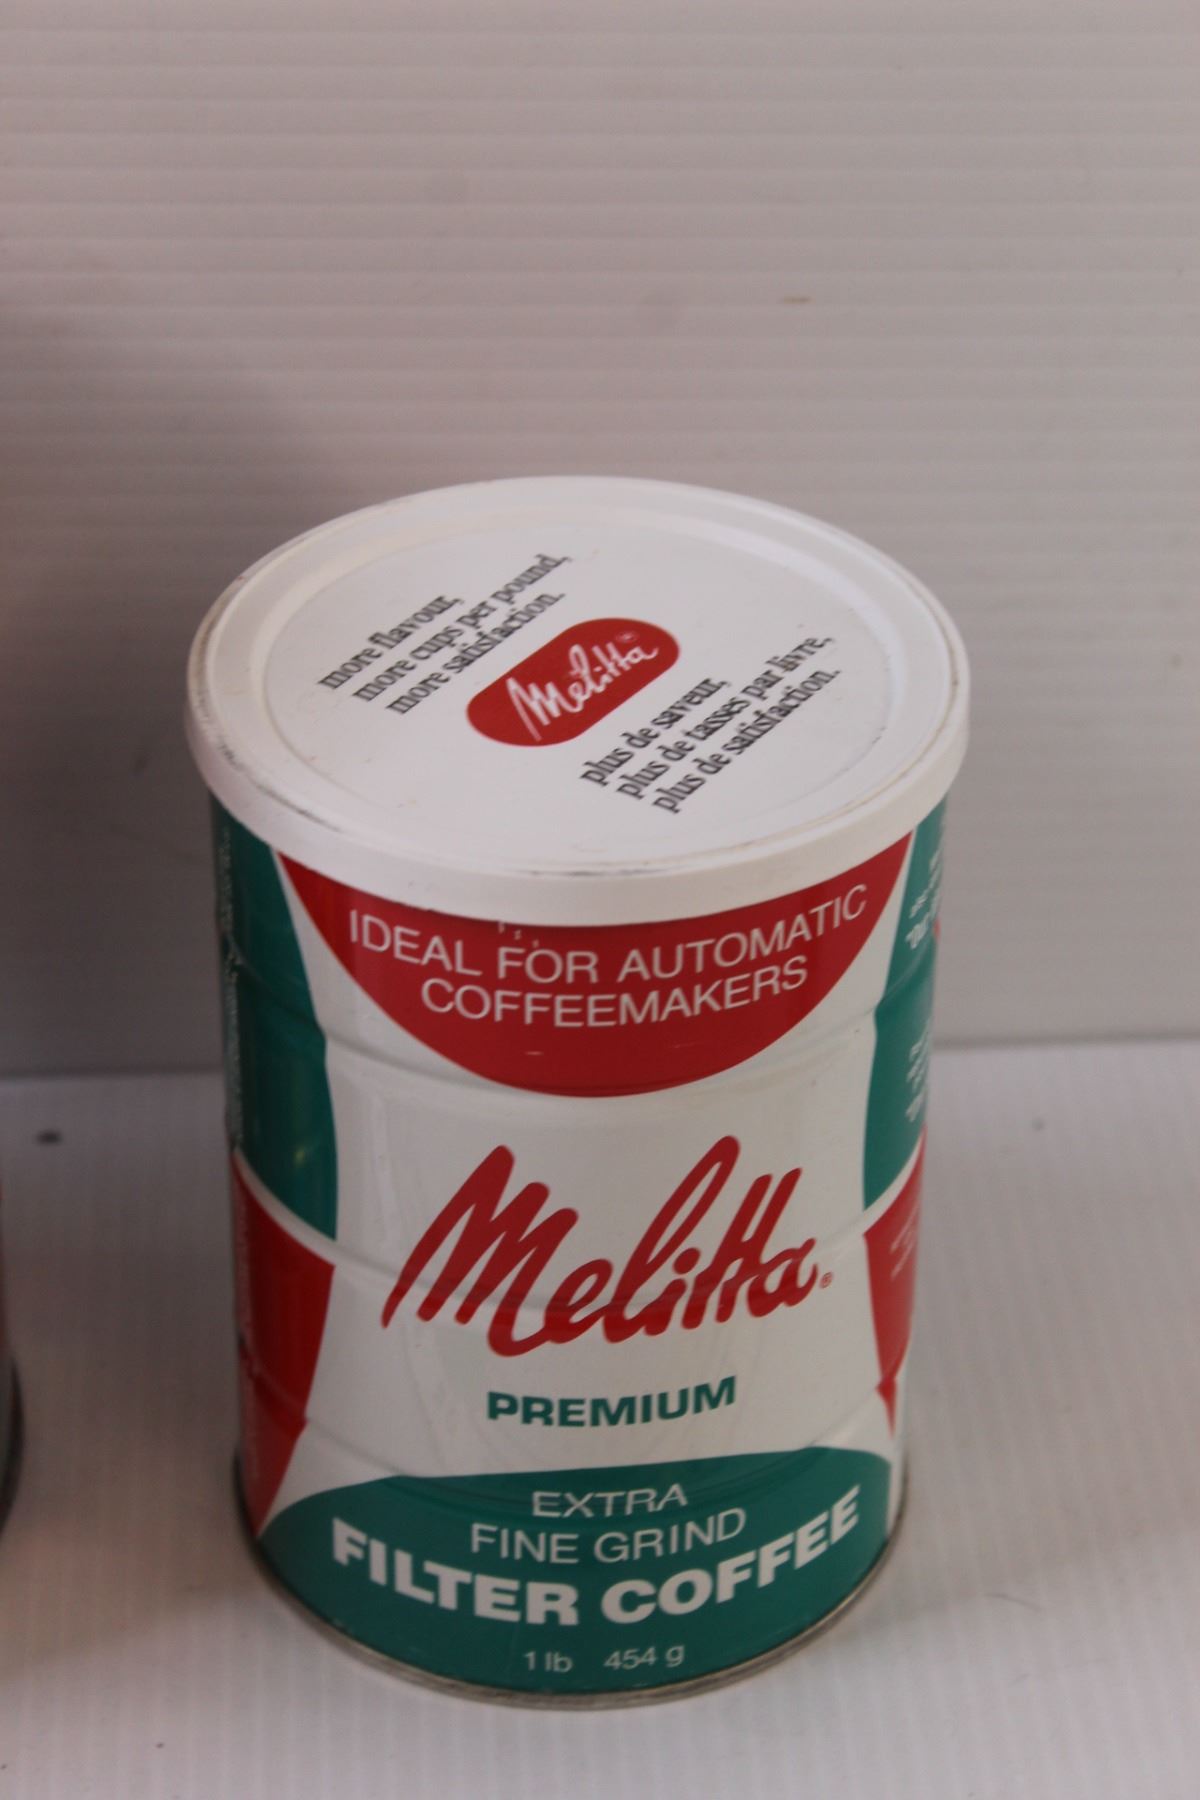 more flavour,
more cups per pound,
more satisfaction.
Melitta®
plus de saveur,
plus de tasses par livre,
plus de satisfaction.
IDEAL FOR AUTOMATIC
COFFEEMAKERS
Melitta®
PREMIUM
EXTRA
FINE GRIND
FILTER COFFEE
1 lb 454 g